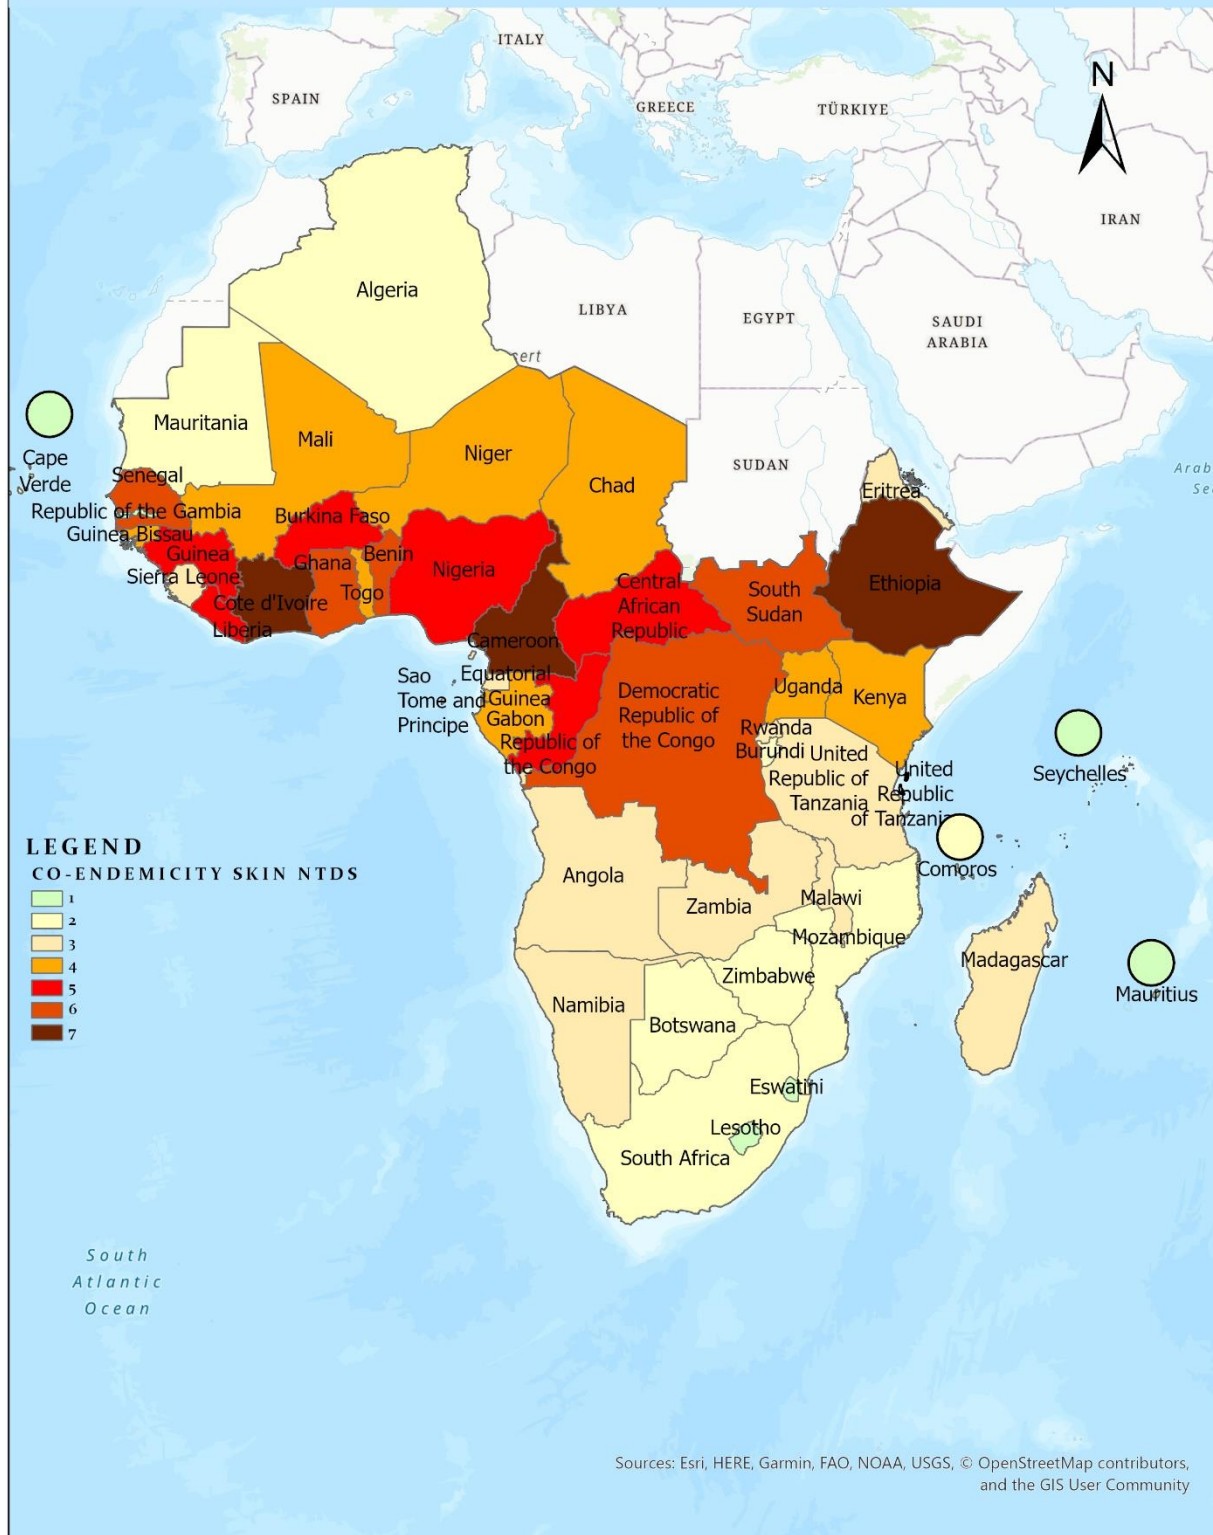 ITALY
SPAIN
GREECE
TÜRKIYE
N
IRAN
Algeria
LIBYA
EGYPT
SAUDI
ARABIA
ert
Mauritania
Mali
Niger
Chad
SUDAN
Cape
Verde
Senegal
Republic of the Gambia
Guinea Bissau
Guinea
Sierra Leone
Cote d'Ivoire
Liberia
Burkina Faso
Ghana
Benin
Togo
Nigeria
Cameroon
Central
African
Republic
South
Sudan
Eritrea
Ethiopia
Arab
Se
Sao
Tome and
Principe
Equatorial
Guinea
Gabon
Republic of
the Congo
Democratic
Republic of
the Congo
Uganda
Kenya
Rwanda
Burundi
United
Republic of
Tanzania
United
Republic
of Tanzania
Seychelles
Comoros
LEGEND
CO-ENDEMICITY SKIN NTDS
1
2
3
4
5
6
7
Angola
Zambia
Malawi
Mozambique
Madagascar
Mauritius
Zimbabwe
Namibia
Botswana
Eswatini
Lesotho
South Africa
South
Atlantic
Ocean
Sources: Esri, HERE, Garmin, FAO, NOAA, USGS, © OpenStreetMap contributors,
and the GIS User Community